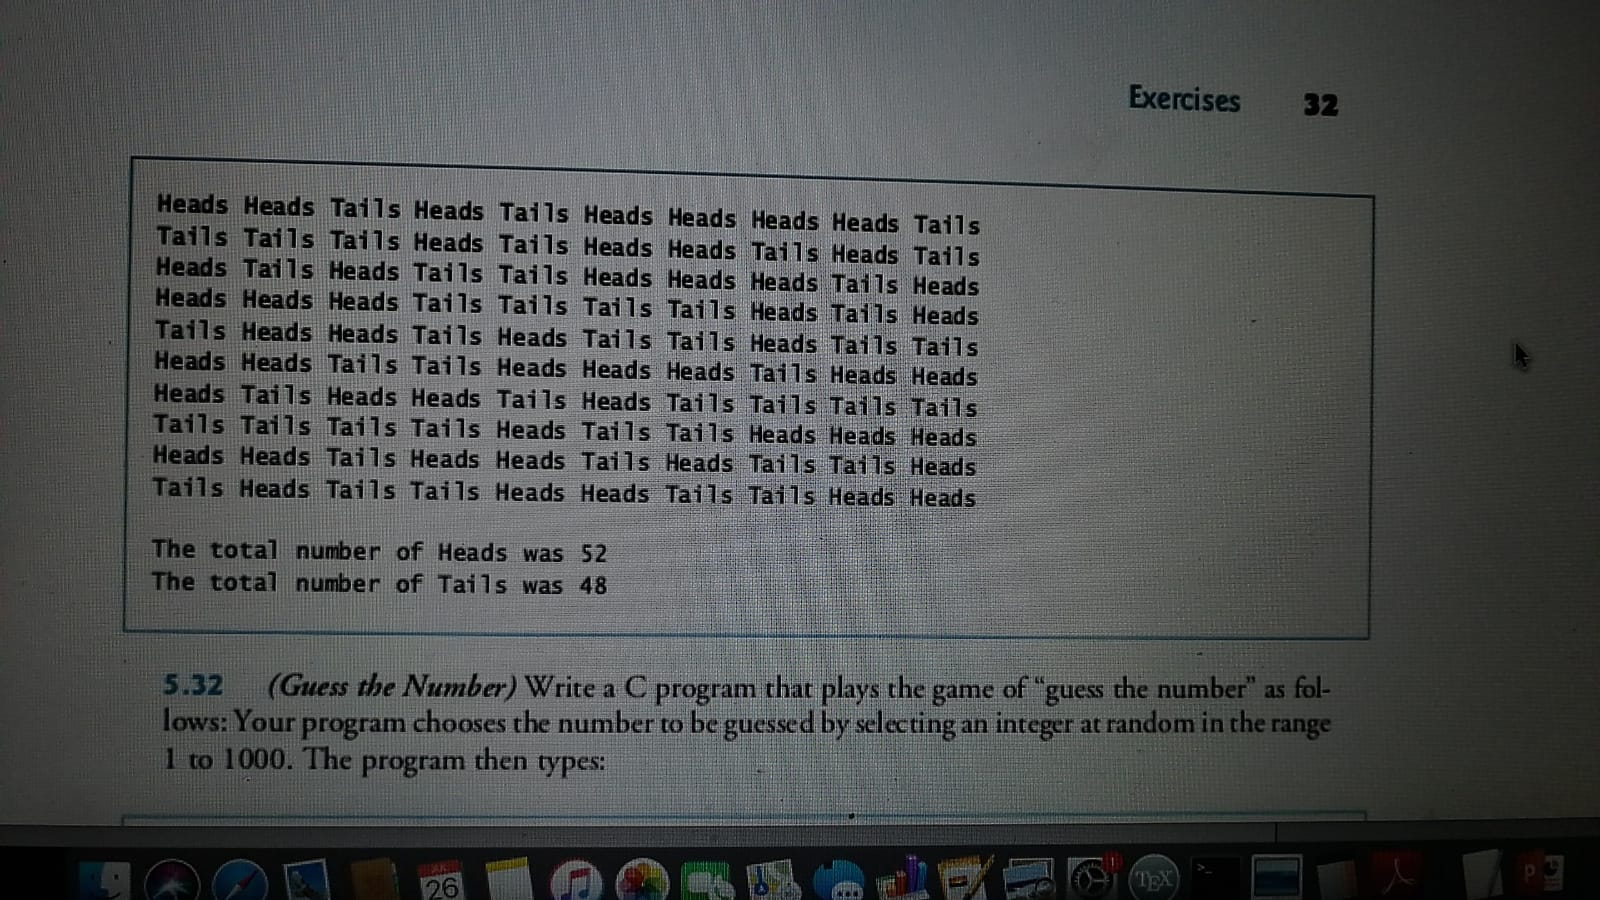 Exercises 32
Heads Heads Tails Heads Tails Heads Heads Heads Heads Tails
Tails Tails Tails Heads Tails Heads Heads Tails Heads Tails
Heads Tails Heads Tails Tails Heads Heads Heads Tails Heads
Heads Heads Heads Tails Tails Tails Tails Heads Tails Heads
Tails Heads Heads Tails Heads Tails Tails Heads Tails Tails
Heads Heads Tails Tails Heads Heads Heads Tails Heads Heads
Heads Tails Heads Heads Tails Heads Tails Tails Tails Tails
Tails Tails Tails Tails Heads Tails Tails Heads Heads Heads
Heads Heads Tails Heads Heads Tails Heads Tails Tails Heads
Tails Heads Tails Tails Heads Heads Tails Tails Heads Heads
The total number of Heads was 52
The total number of Tails was 48
5.32 (Guess the Number) Write a C program that plays the game of “guess the number” as fol-
lows: Your program chooses the number to be guessed by selecting an integer at random in the range
1 to 1000. The program then types:
26
TEX
>_
P